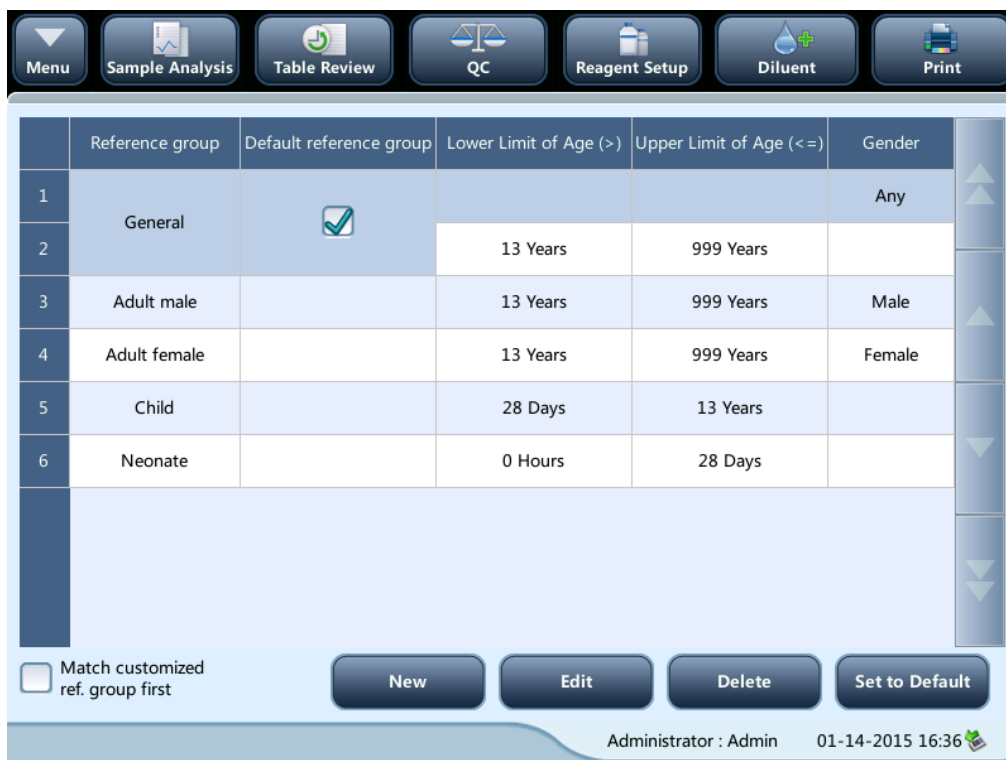 Menu Sample Analysis Table Review QC Reagent Setup Diluent Print
Reference group Default reference group Lower Limit of Age (>) Upper Limit of Age (<=) Gender
1 Any
General
2 13 Years 999 Years
3 Adult male 13 Years 999 Years Male
4 Adult female 13 Years 999 Years Female
5 Child 28 Days 13 Years
6 Neonate 0 Hours 28 Days
Match customized
ref. group first
New Edit Delete Set to Default
Administrator : Admin 01-14-2015 16:36